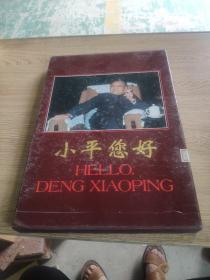 小平您好
HELLO,
DENG XIAOPING